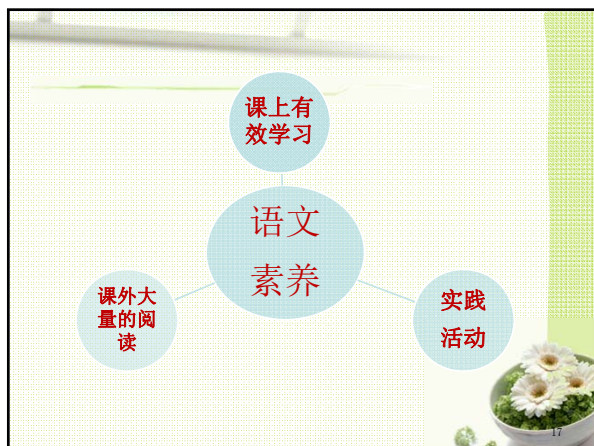 课上有
效学习
语文
素养
课外大
量的阅
读
实践
活动
17